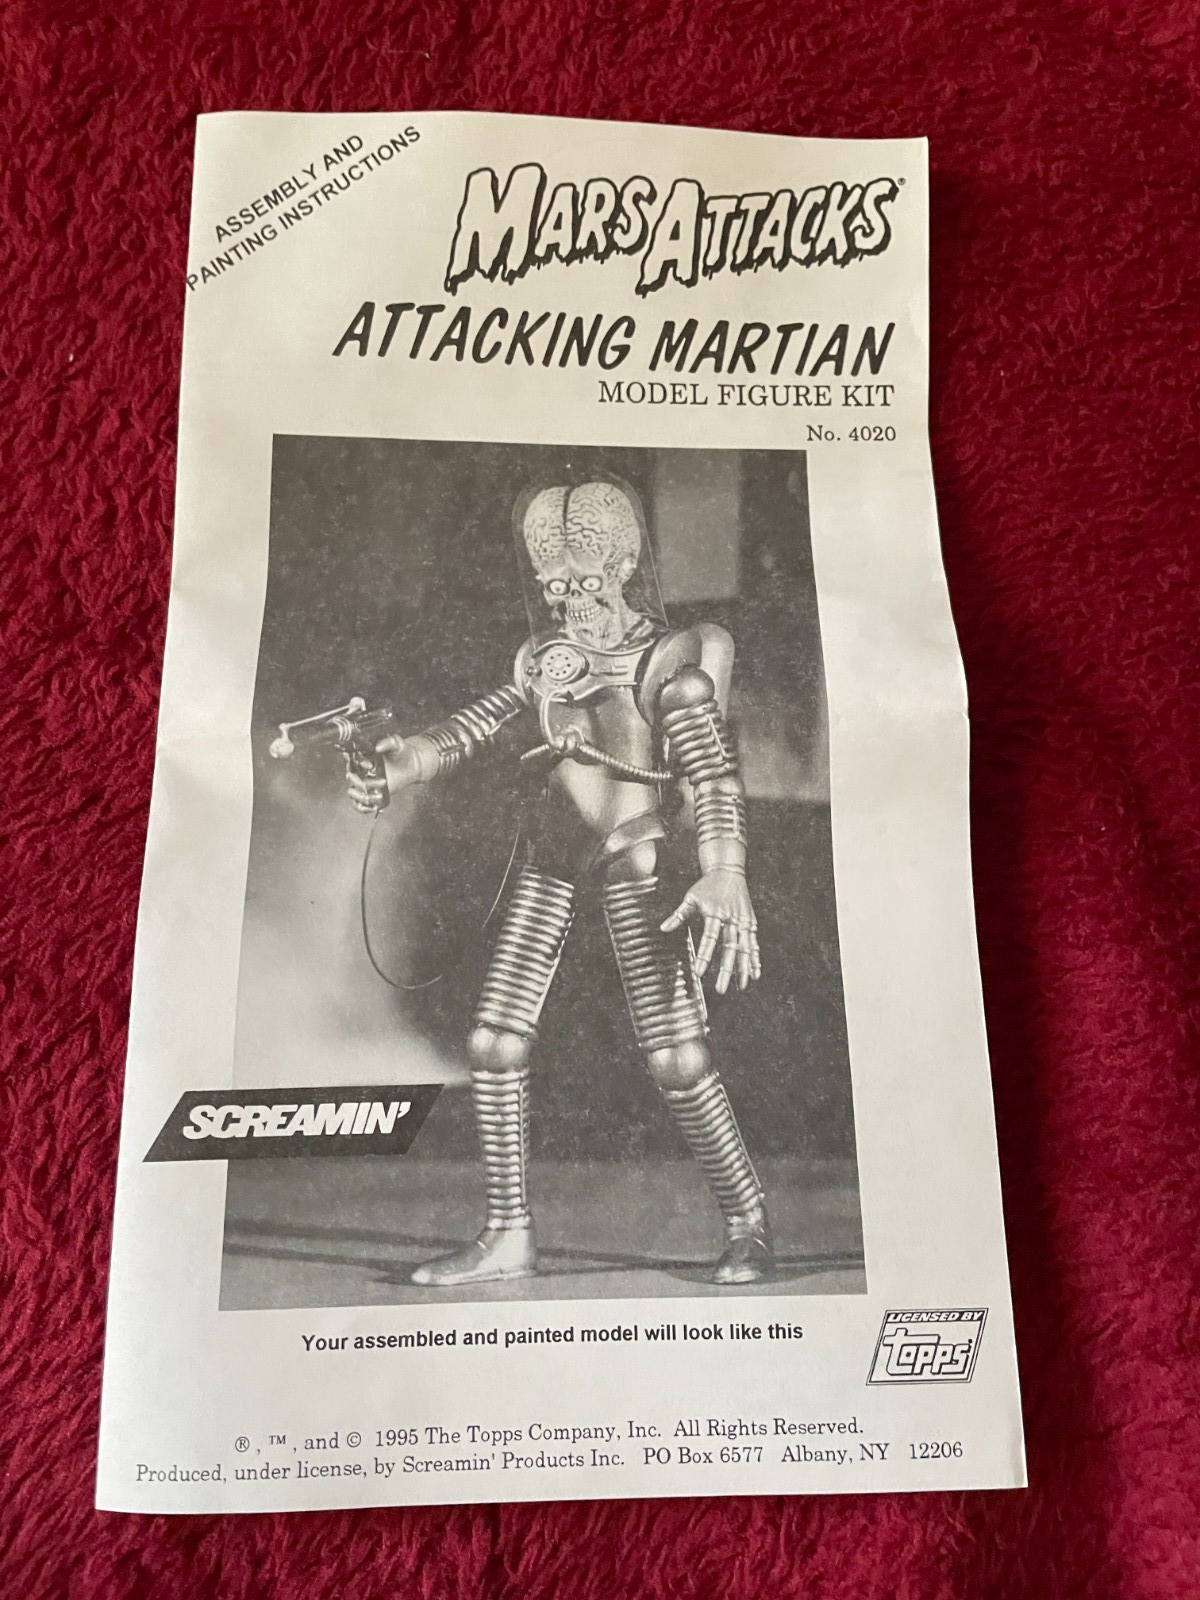 ASSEMBLY AND
PAINTING INSTRUCTIONS
MARS ATTACKS®
ATTACKING MARTIAN
MODEL FIGURE KIT
No. 4020
SCREAMIN'
Your assembled and painted model will look like this
LICENSED BY
topps®
®, ™, and © 1995 The Topps Company, Inc. All Rights Reserved.
Produced, under license, by Screamin' Products Inc. PO Box 6577 Albany, NY 12206